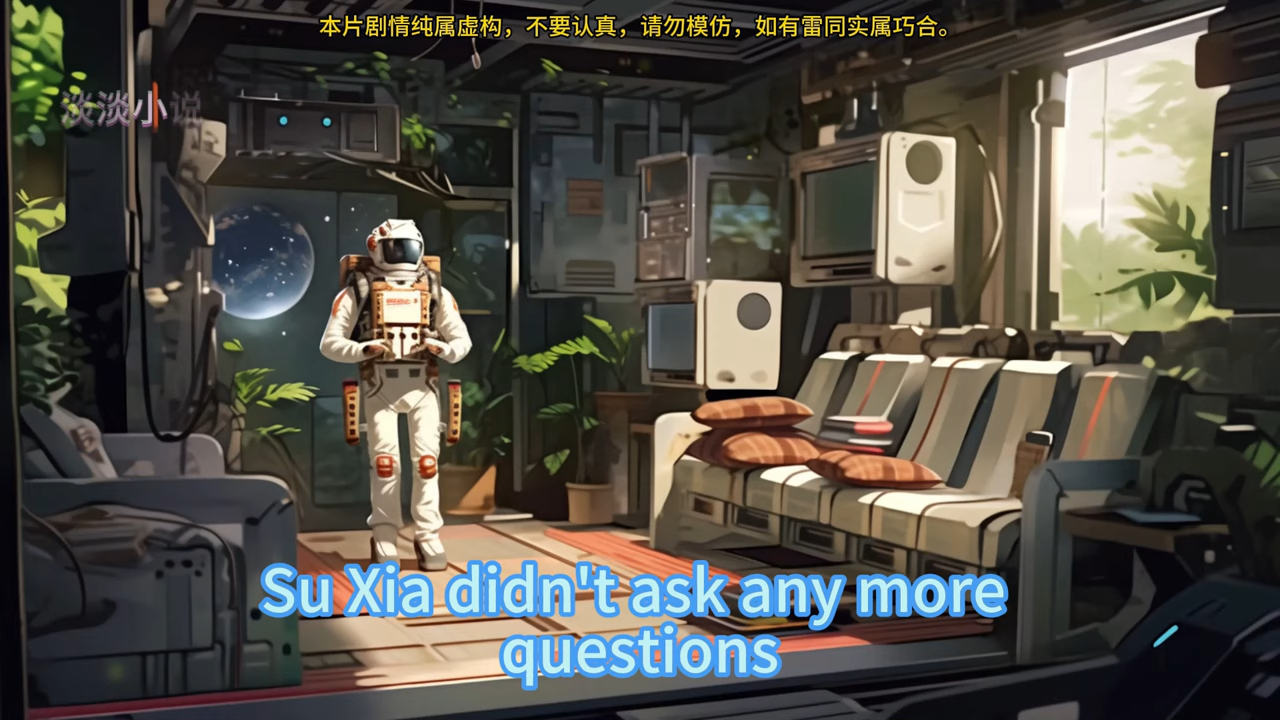 本片剧情纯属虚构，不要认真，请勿模仿，如有雷同实属巧合。
淡淡小说
Su Xia didn't ask any more
questions